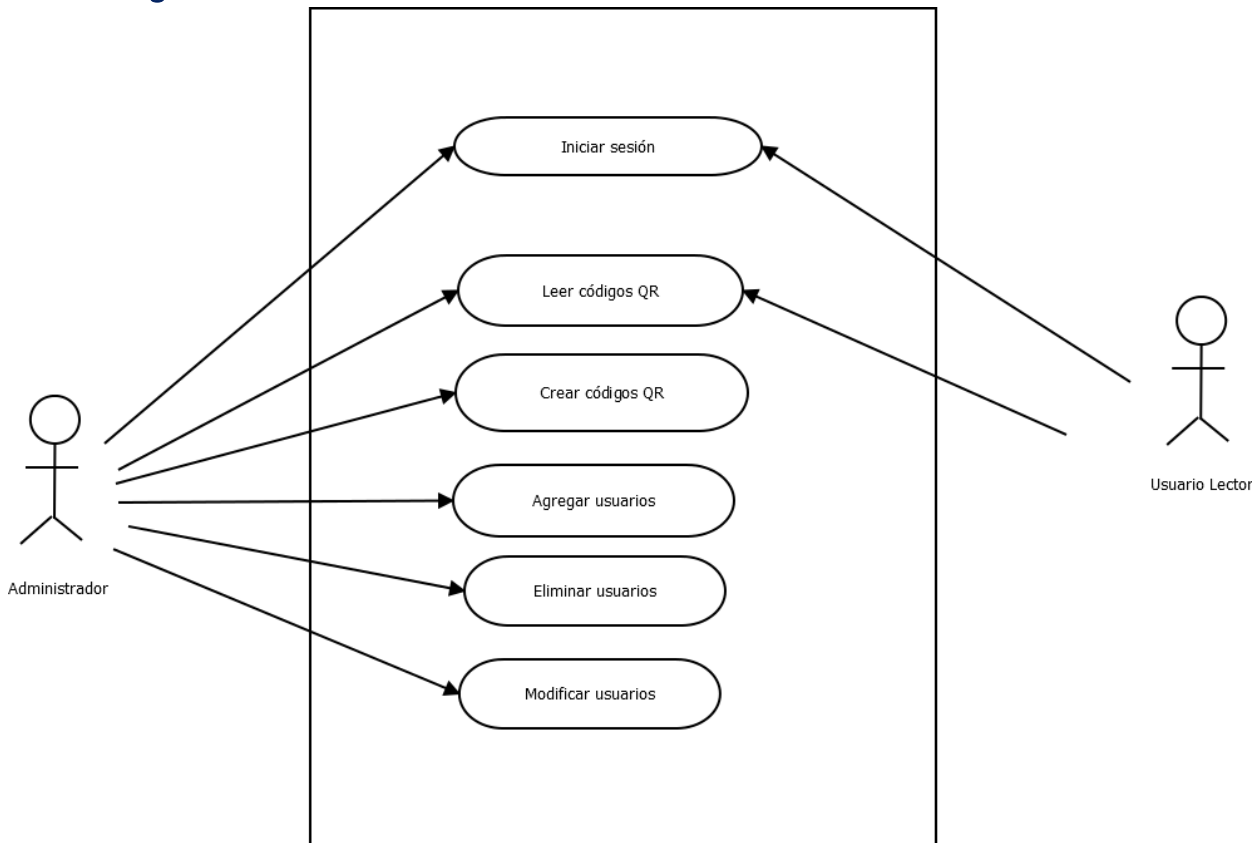 Iniciar sesión
Leer códigos QR
Crear códigos QR
Usuario Lector
Agregar usuarios
Administrador
Eliminar usuarios
Modificar usuarios